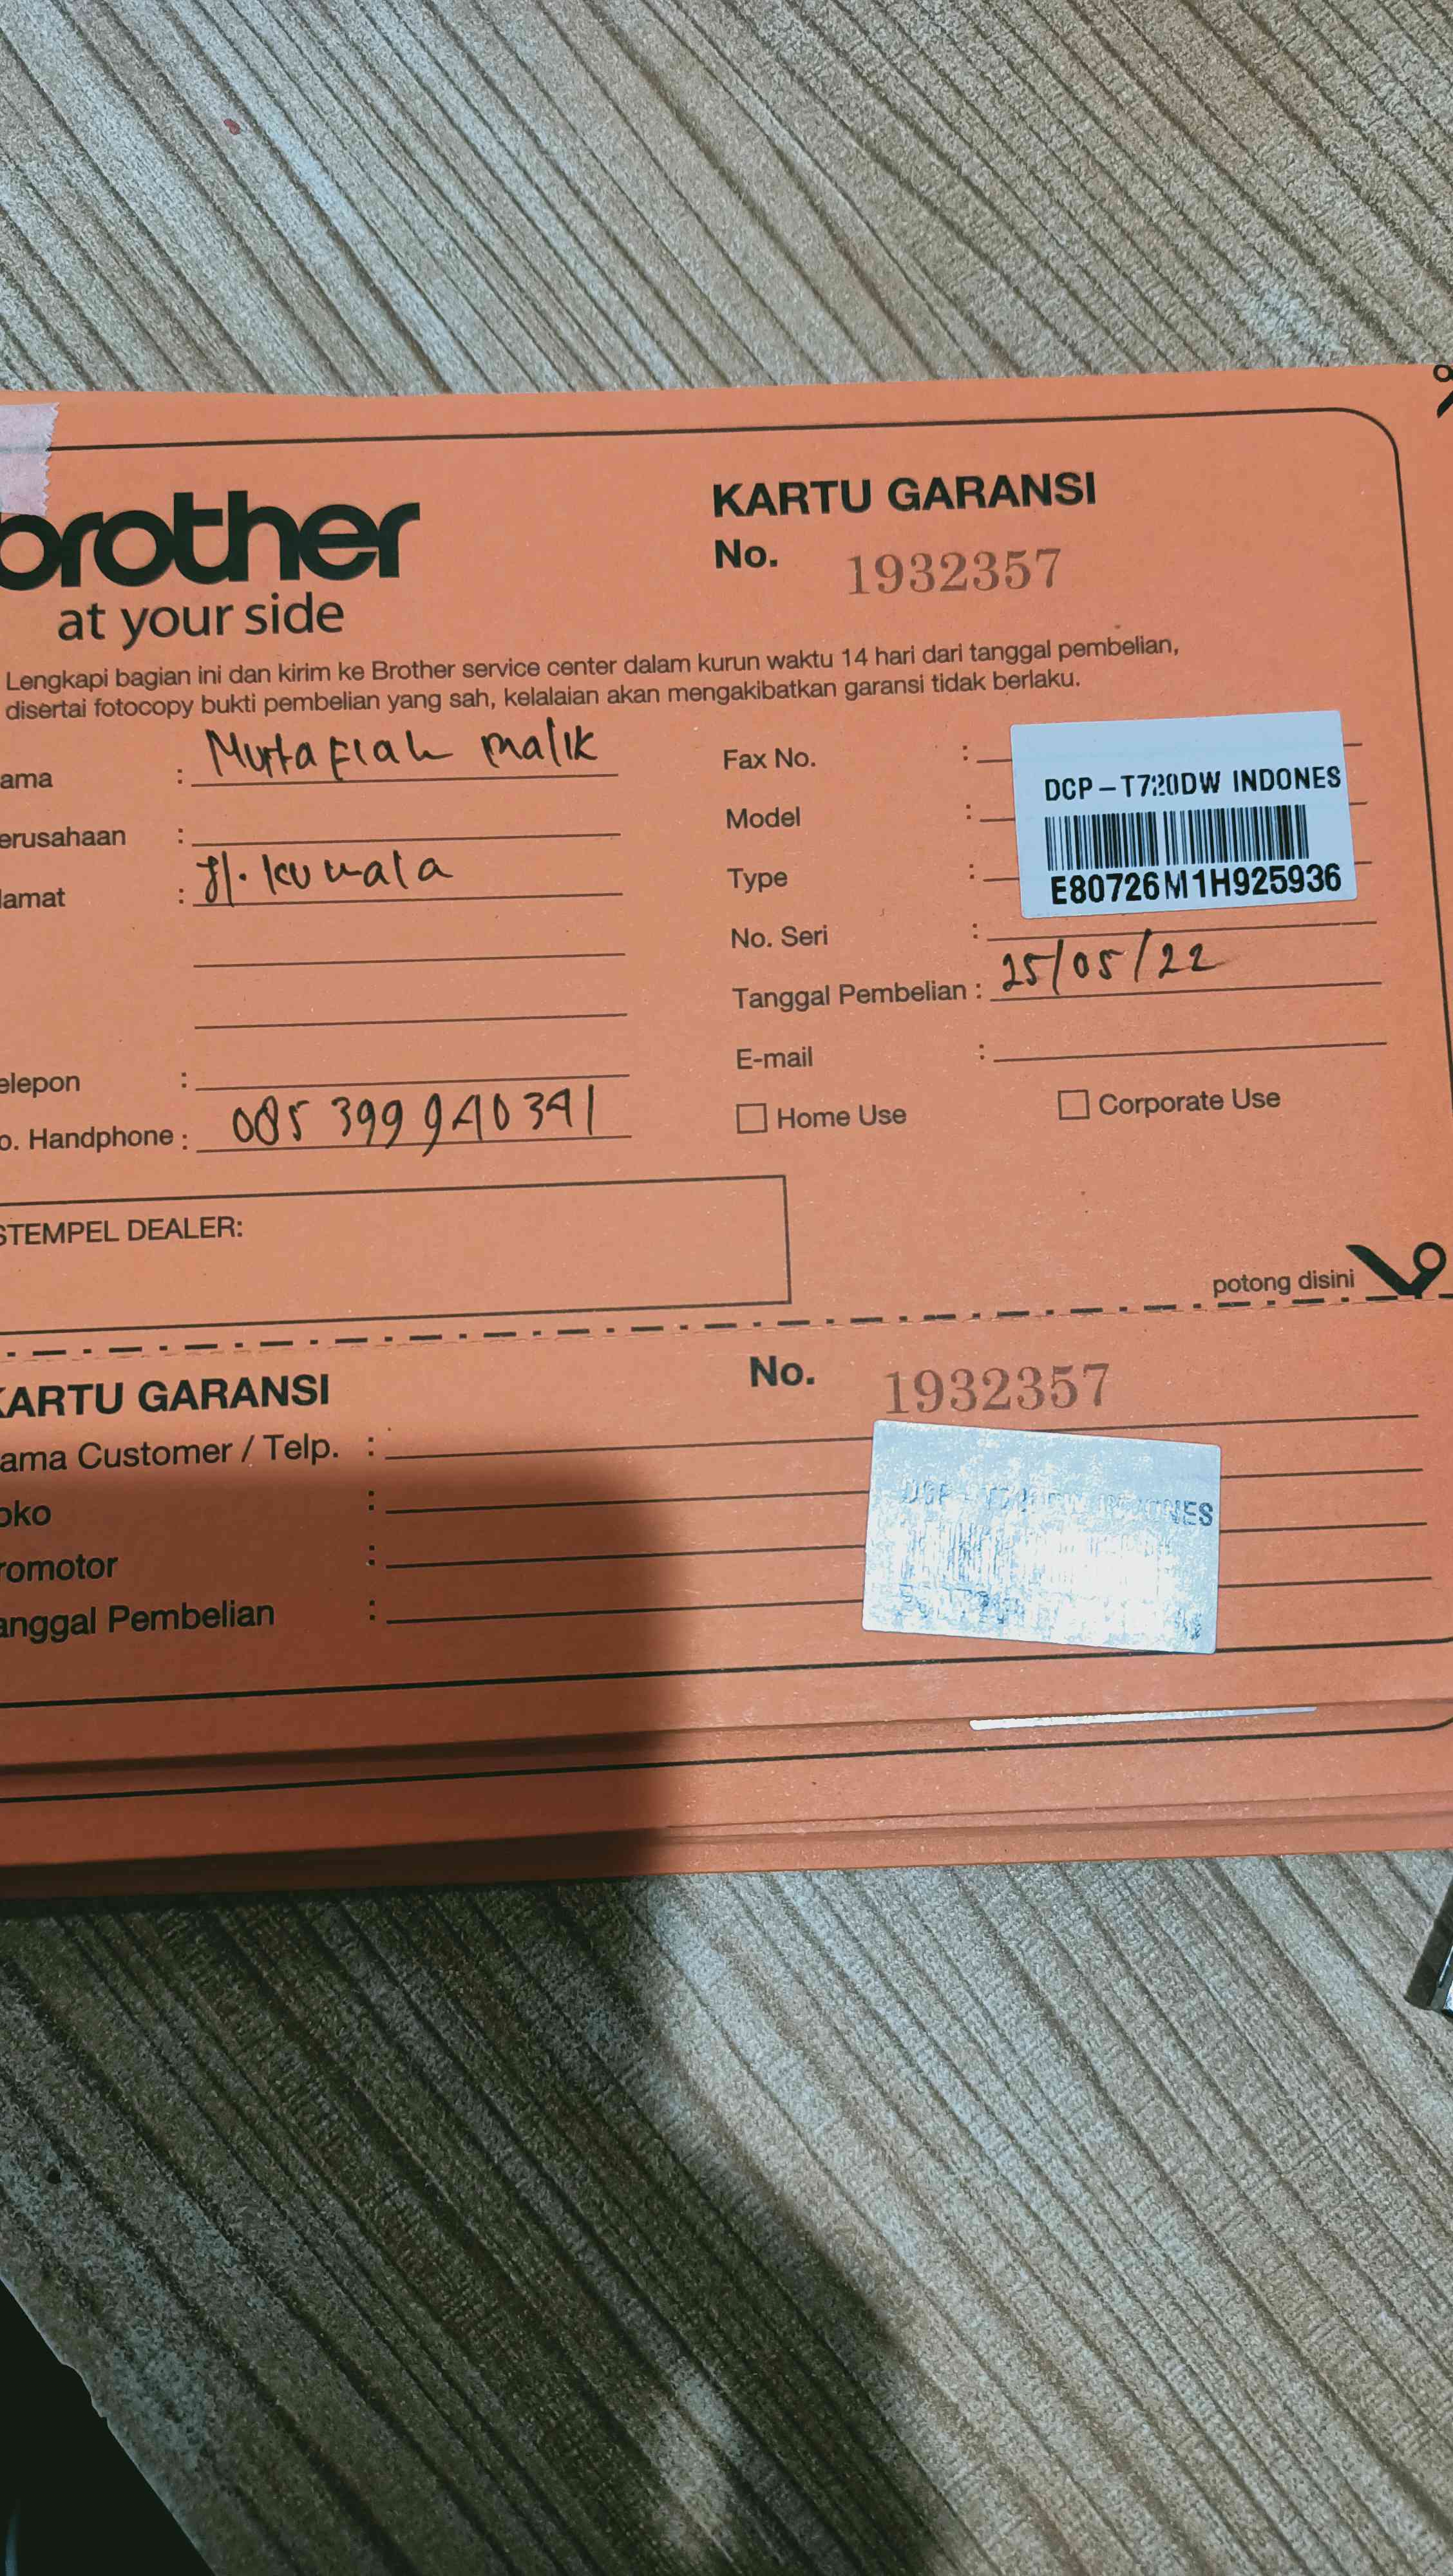 brother
at your side
KARTU GARANSI
No. 1932357
Lengkapi bagian ini dan kirim ke Brother service center dalam kurun waktu 14 hari dari tanggal pembelian,
disertai fotocopy bukti pembelian yang sah, kelalaian akan mengakibatkan garansi tidak berlaku.
ama : malik
erusahaan :
lamat : Jl. kumala
elepon :
o. Handphone : 085 399 940 341
Fax No. :
Model :
Type :
DCP-T720DW INDONES
E80726M1H925936
No. Seri :
Tanggal Pembelian : 25/05/22
E-mail :
Home Use
Corporate Use
STEMPEL DEALER:
potong disini
KARTU GARANSI
No. 1932357
ama Customer / Telp. :
oko :
romotor :
anggal Pembelian :
NES